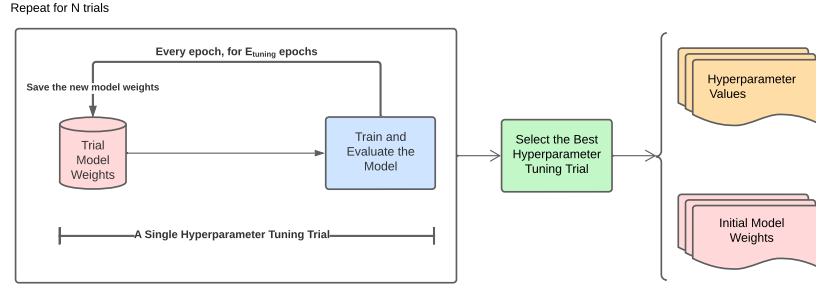 Repeat for N trials
Every epoch, for Etuning epochs
Save the new model weights
Trial
Model
Weights
Train and
Evaluate the
Model
A Single Hyperparameter Tuning Trial
Select the Best
Hyperparameter
Tuning Trial
Hyperparameter
Values
Initial Model
Weights